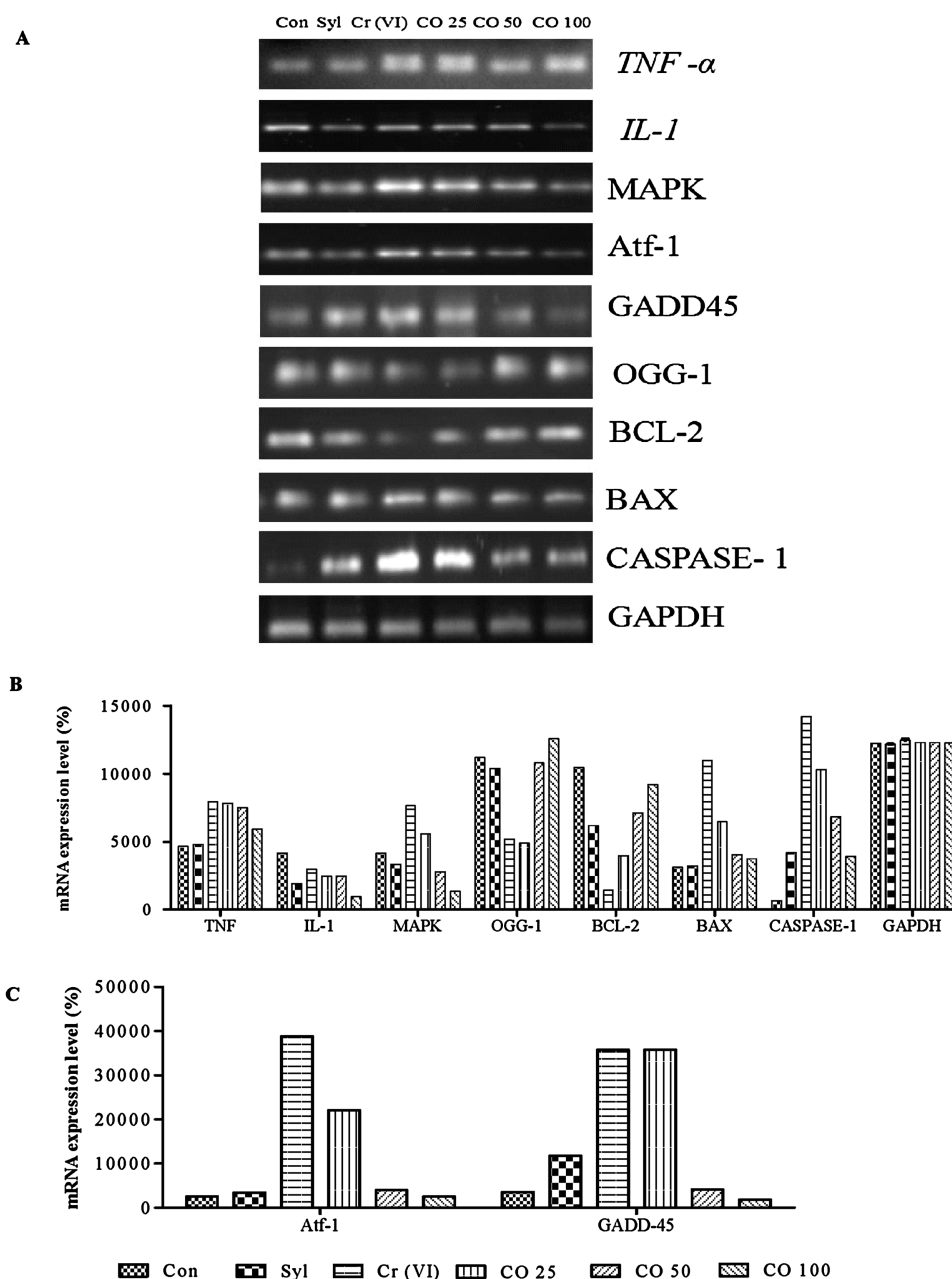 Con Syl Cr (VI) CO 25 CO 50 CO 100
A
TNF -α
IL-1
MAPK
Atf-1
GADD45
OGG-1
BCL-2
BAX
CASPASE- 1
GAPDH
B
mRNA expression level (%)
15000
10000
5000
0
TNF IL-1 MAPK OGG-1 BCL-2 BAX CASPASE-1 GAPDH
C
mRNA expression level (%)
50000
40000
30000
20000
10000
0
Atf-1 GADD-45
Con Syl Cr (VI) CO 25 CO 50 CO 100